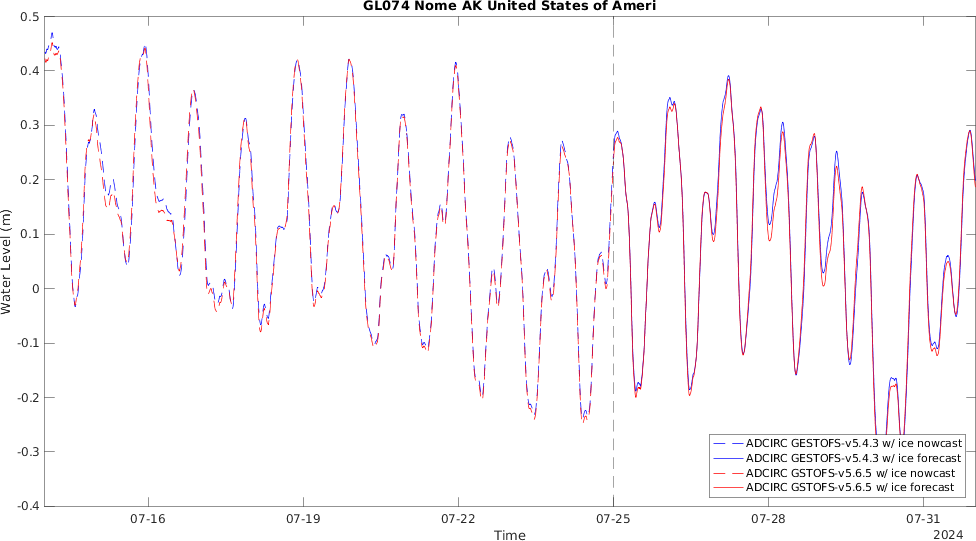 GL074 Nome AK United States of Ameri
0.5
0.4
0.3
0.2
0.1
0
-0.1
-0.2
-0.3
-0.4
Water Level (m)
ADCIRC GESTOFS-v5.4.3 w/ ice nowcast
ADCIRC GESTOFS-v5.4.3 w/ ice forecast
ADCIRC GSTOFS-v5.6.5 w/ ice nowcast
ADCIRC GSTOFS-v5.6.5 w/ ice forecast
07-16 07-19 07-22 07-25 07-28 07-31
Time 2024